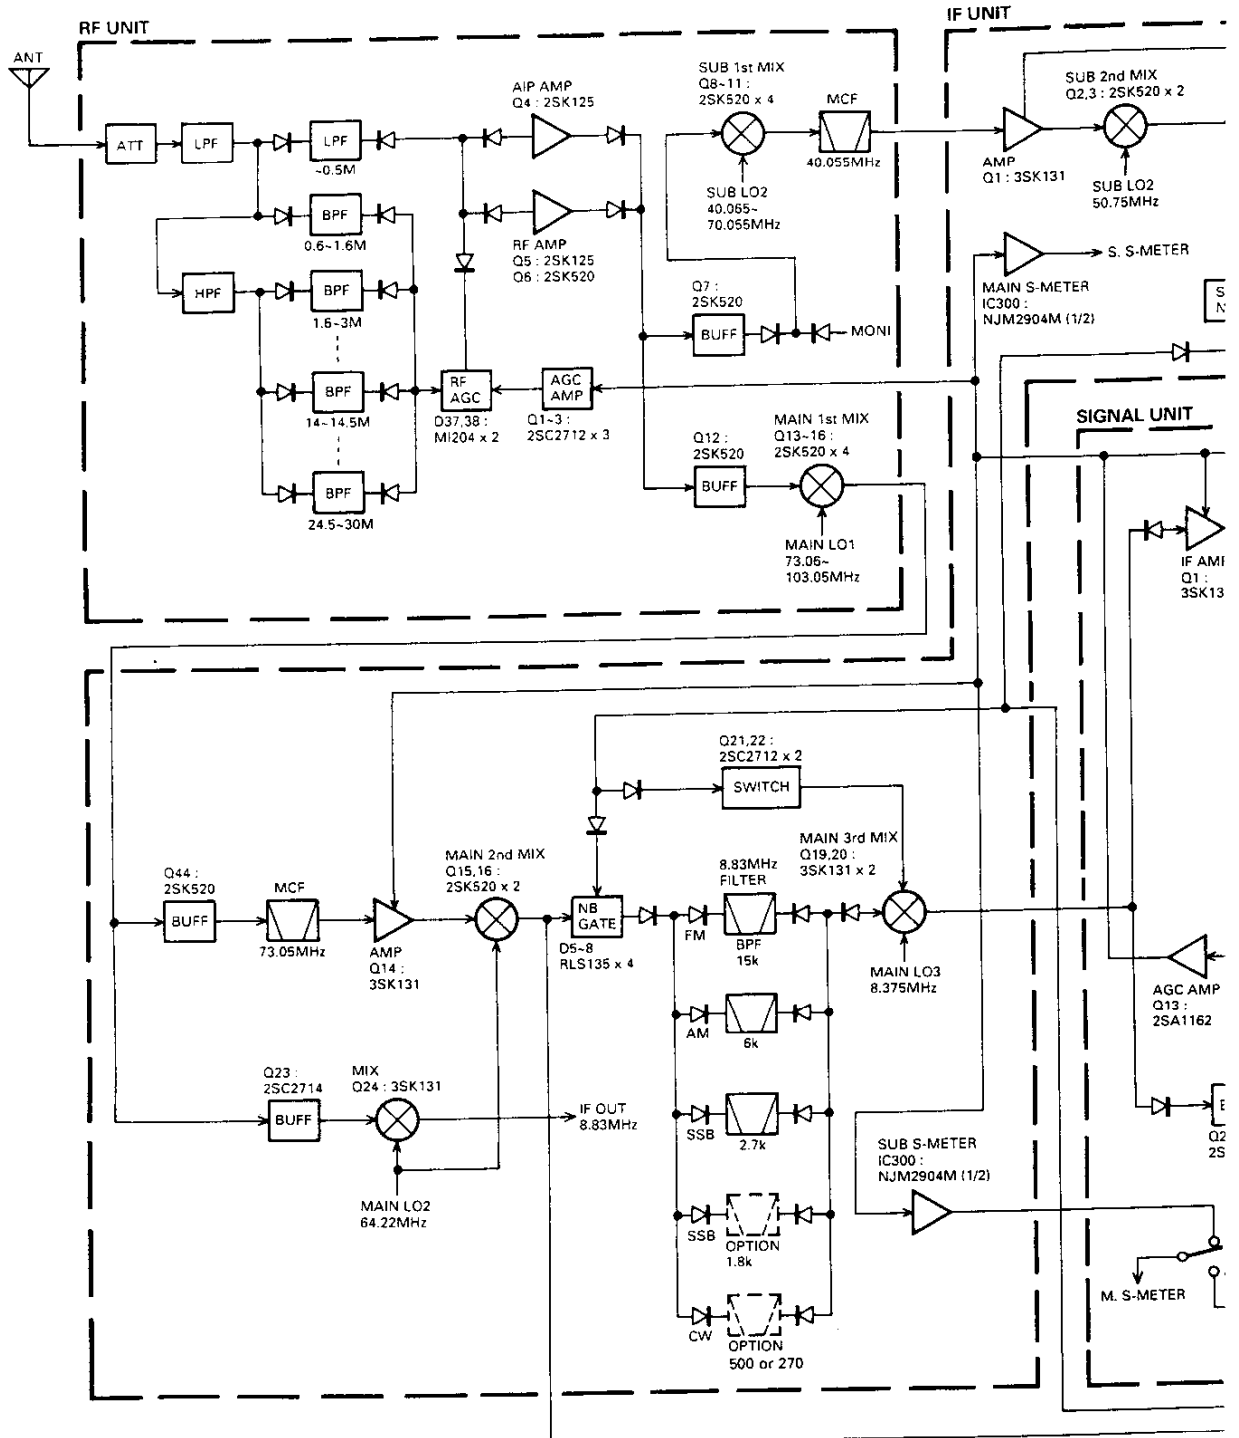 RF UNIT
IF UNIT
ANT
ATT
LPF
LPF
~0.5M
BPF
0.6~1.6M
HPF
BPF
1.6~3M
BPF
14~14.5M
BPF
24.5~30M
AIP AMP
Q4 : 2SK125
RF AMP
Q5 : 2SK125
Q6 : 2SK520
RF
AGC
D37,38 :
MI204 x 2
AGC
AMP
Q1~3 :
2SC2712 x 3
SUB 1st MIX
Q8~11 :
2SK520 x 4
MCF
40.055MHz
SUB LO2
40.065~
70.055MHz
Q7 :
2SK520
BUFF
MONI
Q12 :
2SK520
BUFF
MAIN 1st MIX
Q13~16 :
2SK520 x 4
MAIN LO1
73.06~
103.05MHz
SUB 2nd MIX
Q2,3 : 2SK520 x 2
AMP
Q1 : 3SK131
SUB LO2
50.75MHz
S. S-METER
MAIN S-METER
IC300 :
NJM2904M (1/2)
S
N
SIGNAL UNIT
IF AMI
Q1 :
3SK13
Q21,22 :
2SC2712 x 2
SWITCH
Q44 :
2SK520
BUFF
MCF
73.05MHz
AMP
Q14 :
3SK131
MAIN 2nd MIX
Q15,16 :
2SK520 x 2
NB
GATE
D5~8
RLS135 x 4
8.83MHz
FILTER
FM
BPF
15k
MAIN 3rd MIX
Q19,20 :
3SK131 x 2
MAIN LO3
8.375MHz
AM
6k
AGC AMP
Q13 :
2SA1162
Q23 :
2SC2714
BUFF
MIX
Q24 : 3SK131
IF OUT
8.83MHz
MAIN LO2
64.22MHz
SSB
2.7k
SSB
OPTION
1.8k
CW
OPTION
500 or 270
SUB S-METER
IC300 :
NJM2904M (1/2)
Q2
2S
M. S-METER